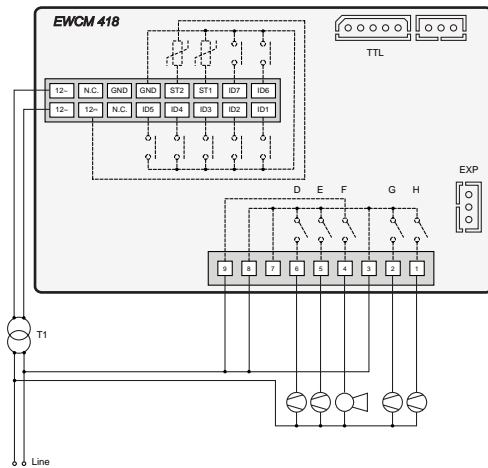 EWCM 418
TTL
12~ N.C. GND GND ST2 ST1 ID7 ID6
12~ 12⎓ N.C. ID5 ID4 ID3 ID2 ID1
EXP
D E F G H
9 8 7 6 5 4 3 2 1
T1
Line